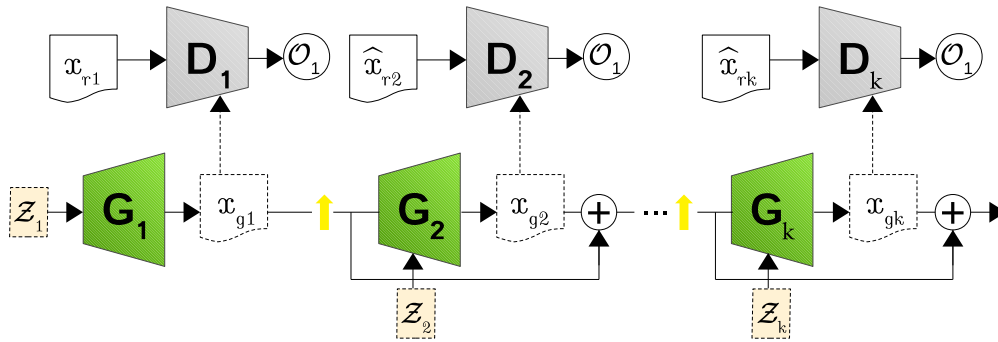 x_r1 D_1 𝒪_1 x̂_r2 D_2 𝒪_1 x̂_rk D_k 𝒪_1
𝒵_1 G_1 x_g1 G_2 x_g2 + ... G_k x_gk +
𝒵_2 𝒵_k